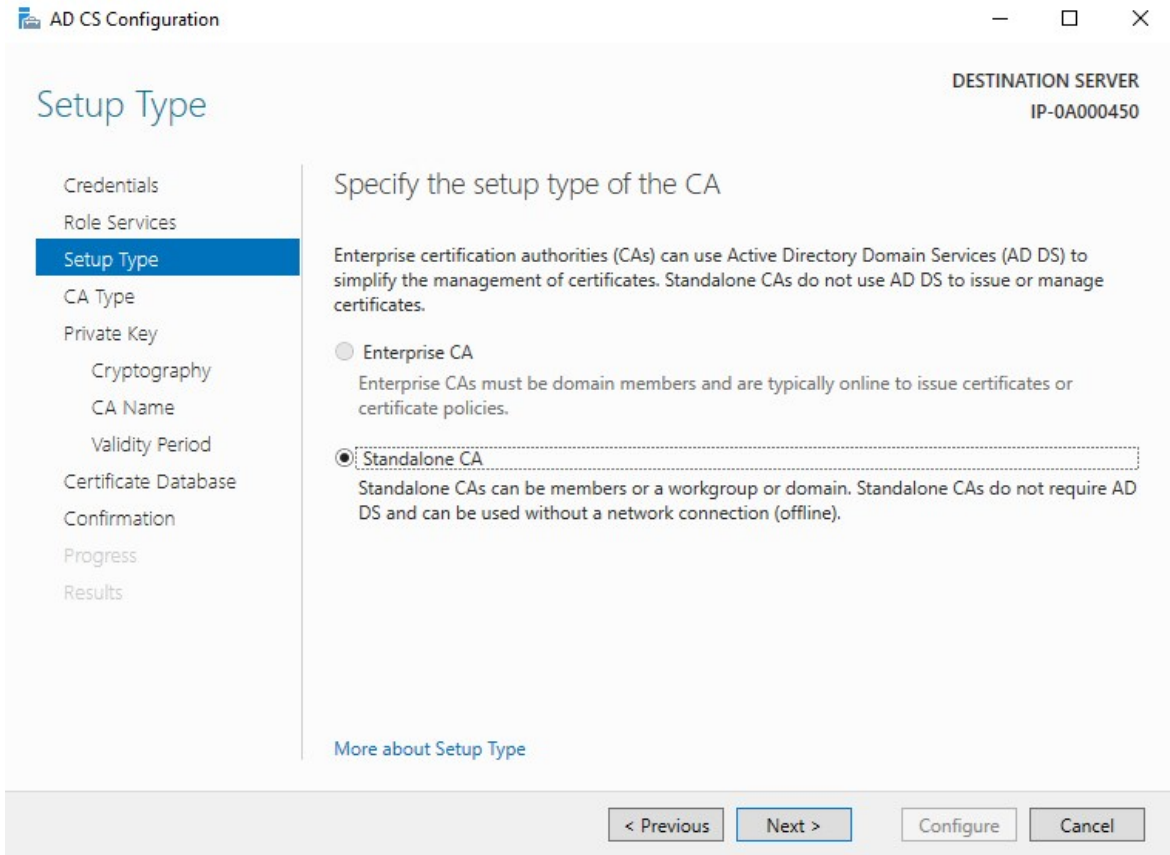 AD CS Configuration
Setup Type
DESTINATION SERVER
IP-0A000450
Credentials
Role Services
Setup Type
CA Type
Private Key
Cryptography
CA Name
Validity Period
Certificate Database
Confirmation
Progress
Results
Specify the setup type of the CA
Enterprise certification authorities (CAs) can use Active Directory Domain Services (AD DS) to
simplify the management of certificates. Standalone CAs do not use AD DS to issue or manage
certificates.
Enterprise CA
Enterprise CAs must be domain members and are typically online to issue certificates or
certificate policies.
Standalone CA
Standalone CAs can be members or a workgroup or domain. Standalone CAs do not require AD
DS and can be used without a network connection (offline).
More about Setup Type
< Previous
Next >
Configure
Cancel